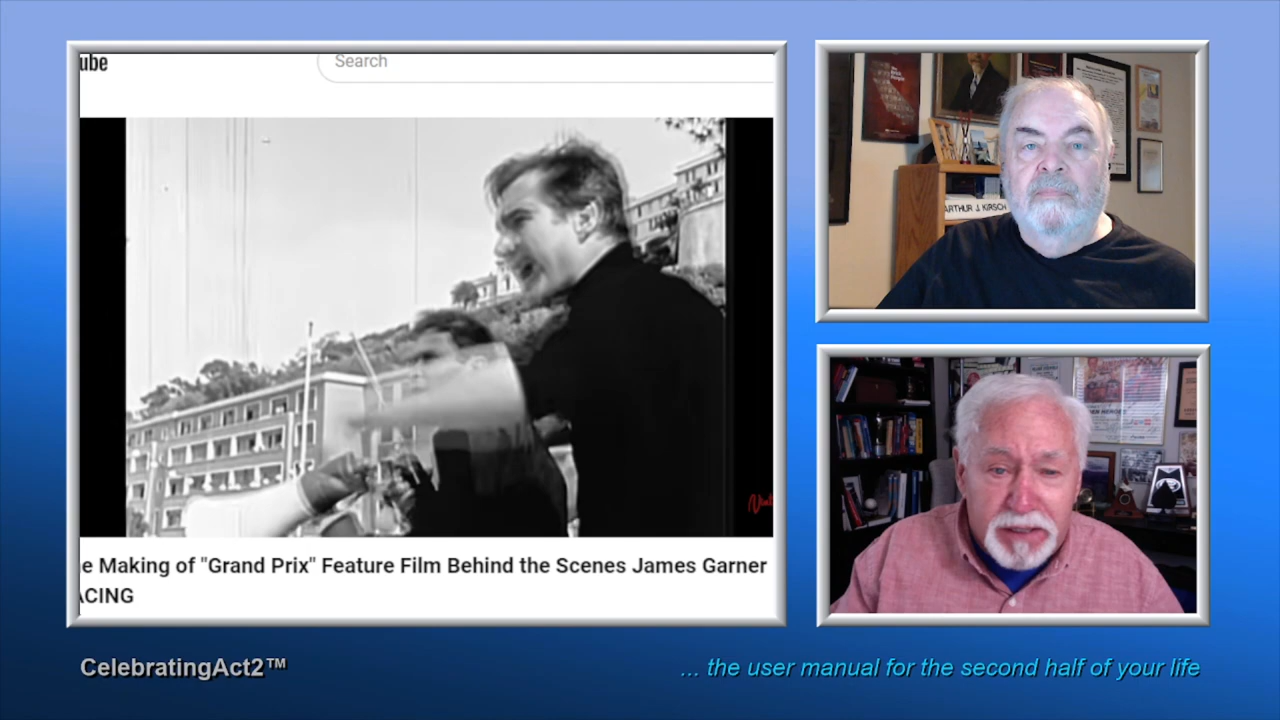 ube
Search
e Making of "Grand Prix" Feature Film Behind the Scenes James Garner
ACING
ARTHUR J. KIRSCH
CelebratingAct2™
... the user manual for the second half of your life